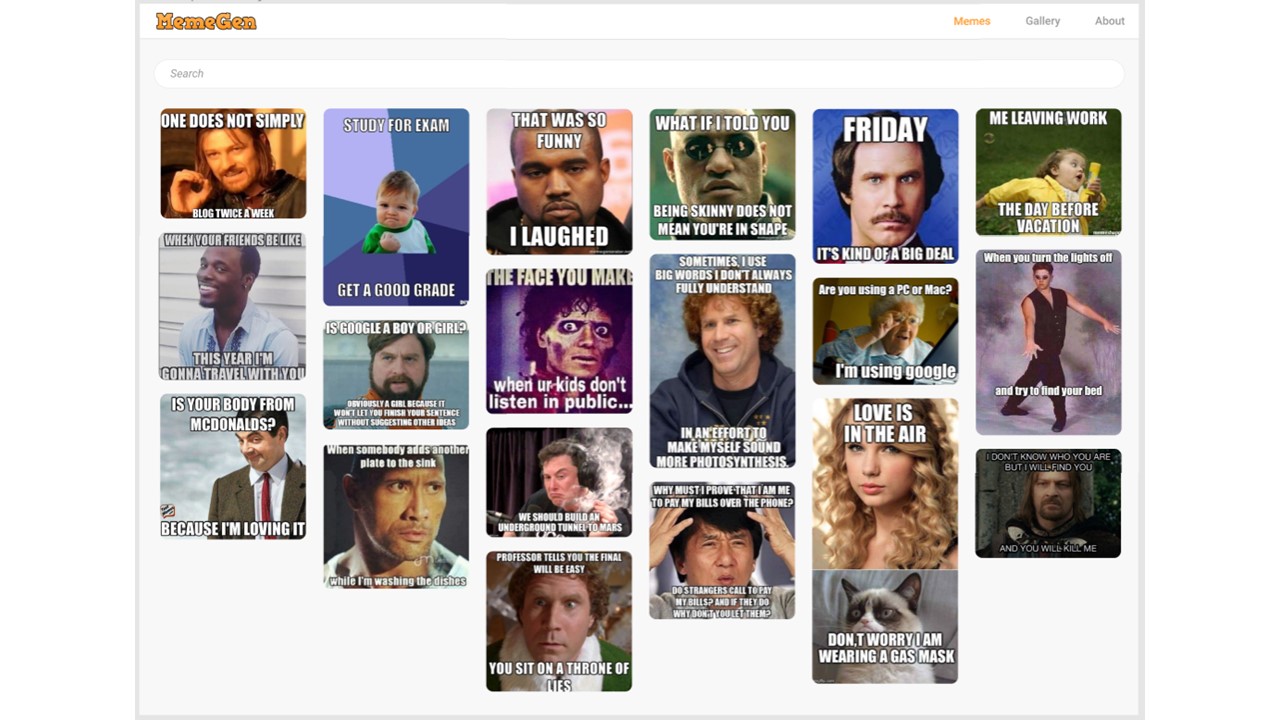 MemeGen
Memes
Gallery
About
Search
ONE DOES NOT SIMPLY
BLOG TWICE A WEEK
WHEN YOUR FRIENDS BE LIKE
THIS YEAR I'M
GONNA TRAVEL WITH YOU
IS YOUR BODY FROM
MCDONALDS?
BECAUSE I'M LOVING IT
STUDY FOR EXAM
GET A GOOD GRADE
IS GOOGLE A BOY OR GIRL?
OBVIOUSLY A GIRL BECAUSE IT
WON'T LET YOU FINISH YOUR SENTENCE
WITHOUT SUGGESTING OTHER IDEAS
When somebody adds another
plate to the sink
while I'm washing the dishes
THAT WAS SO
FUNNY
I LAUGHED
THE FACE YOU MAKE
when ur kids don't
listen in public...
WE SHOULD BUILD AN
UNDERGROUND TUNNEL TO MARS
PROFESSOR TELLS YOU THE FINAL
WILL BE EASY
YOU SIT ON A THRONE OF
LIES
WHAT IF I TOLD YOU
BEING SKINNY DOES NOT
MEAN YOU'RE IN SHAPE
SOMETIMES, I USE
BIG WORDS I DON'T ALWAYS
FULLY UNDERSTAND
IN AN EFFORT TO
MAKE MYSELF SOUND
MORE PHOTOSYNTHESIS.
WHY MUST I PROVE THAT I AM ME
TO PAY MY BILLS OVER THE PHONE?
DO STRANGERS CALL TO PAY
MY BILLS? AND IF THEY DO
WHY DON'T YOU LET THEM?
FRIDAY
IT'S KIND OF A BIG DEAL
Are you using a PC or Mac?
I'm using google
LOVE IS
IN THE AIR
DON,T WORRY I AM
WEARING A GAS MASK
ME LEAVING WORK
THE DAY BEFORE
VACATION
When you turn the lights off
and try to find your bed
I DON'T KNOW WHO YOU ARE
BUT I WILL FIND YOU
AND YOU WILL KILL ME